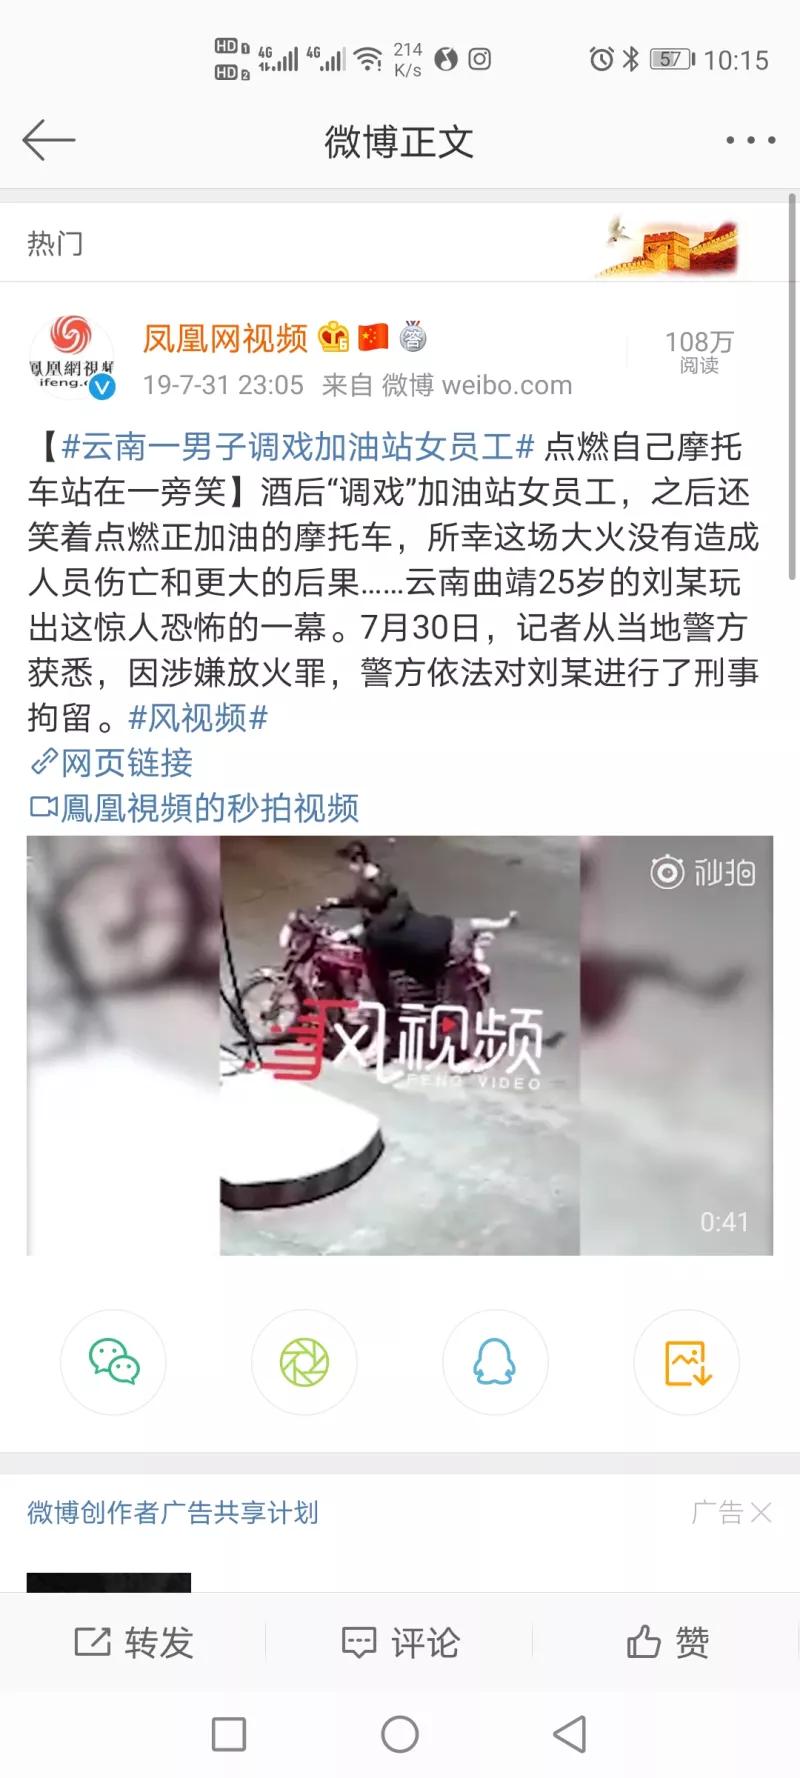 HD 1 4G 4G 214 57 10:15
HD 2 K/s
微博正文
热门
凤凰网视频
108万
鳳凰網視頻
ifeng.c
19-7-31 23:05 来自 微博 weibo.com
阅读
【#云南一男子调戏加油站女员工# 点燃自己摩托
车站在一旁笑】酒后“调戏”加油站女员工，之后还
笑着点燃正加油的摩托车，所幸这场大火没有造成
人员伤亡和更大的后果……云南曲靖25岁的刘某玩
出这惊人恐怖的一幕。7月30日，记者从当地警方
获悉，因涉嫌放火罪，警方依法对刘某进行了刑事
拘留。#风视频#
网页链接
鳳凰視頻的秒拍视频
秒拍
风视频
FENG VIDEO
0:41
微博创作者广告共享计划
广告
转发
评论
赞